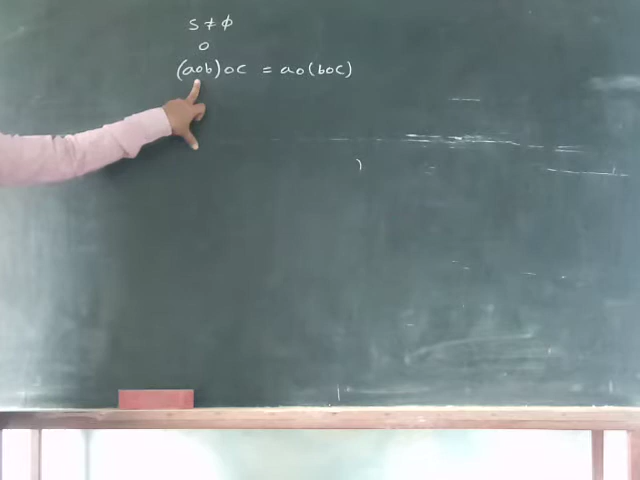 S ≠ ϕ
o
(aob)oc = ao(boc)